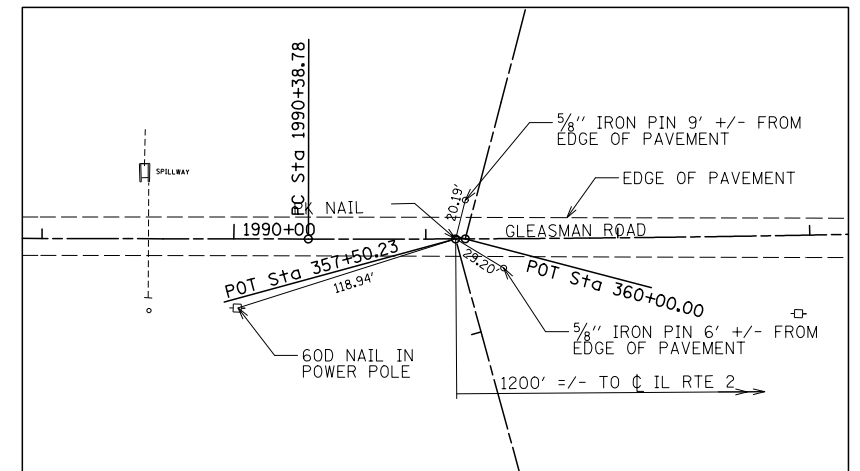 PC Sta 1990+38.78
⅝" IRON PIN 9' +/- FROM
EDGE OF PAVEMENT
SPILLWAY
EDGE OF PAVEMENT
20.19'
PK NAIL
1990+00
GLEASMAN ROAD
POT Sta 357+50.23
118.94'
29.20'
POT Sta 360+00.00
⅝" IRON PIN 6' +/- FROM
EDGE OF PAVEMENT
60D NAIL IN
POWER POLE
1200' =/- TO ℄ IL RTE 2